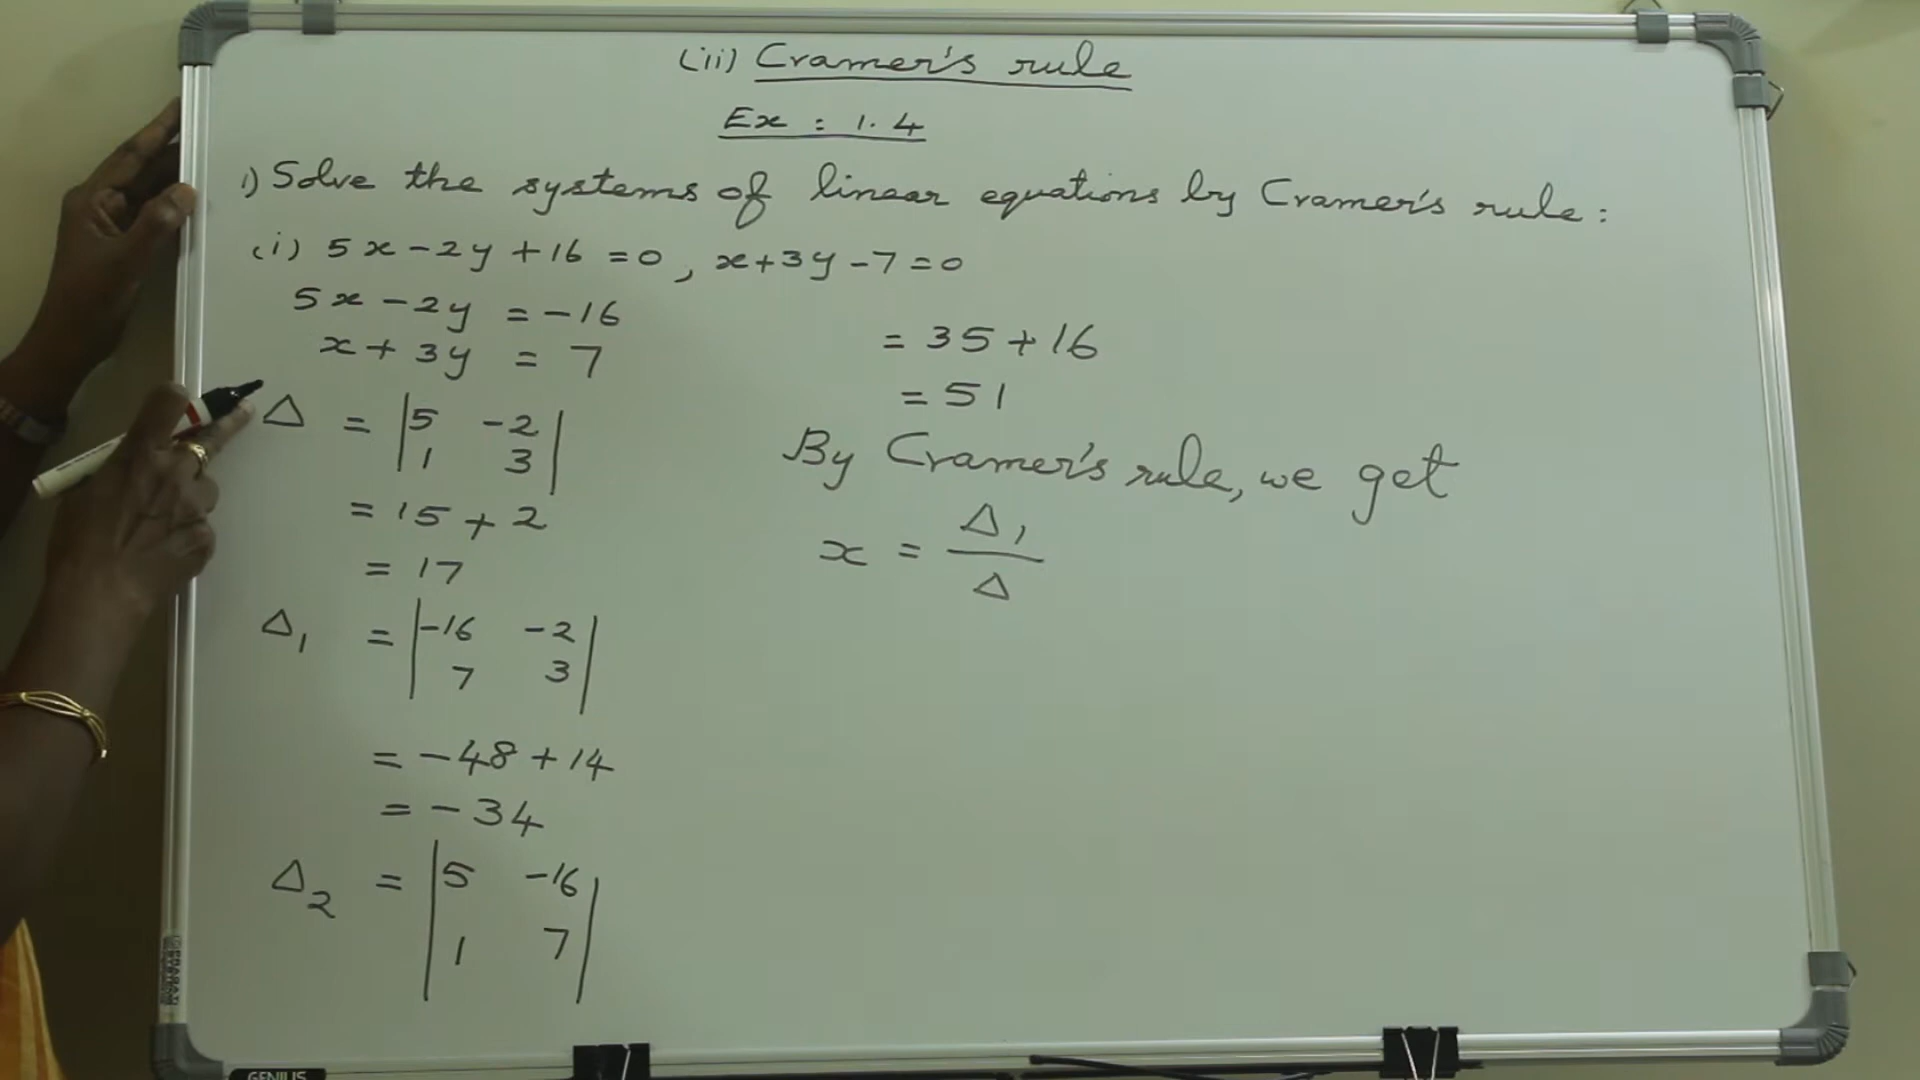 (iii) Cramer's rule
Ex : 1.4
1) Solve the systems of linear equations by Cramer's rule :
(i) 5x - 2y + 16 = 0 , x + 3y - 7 = 0
5x - 2y = -16
x + 3y = 7
Δ = |5 -2|
|1 3|
= 15 + 2
= 17
Δ₁ = |-16 -2|
|7 3|
= -48 + 14
= -34
Δ₂ = |5 -16|
|1 7|
= 35 + 16
= 51
By Cramer's rule, we get
x = Δ₁
Δ
GENIUS